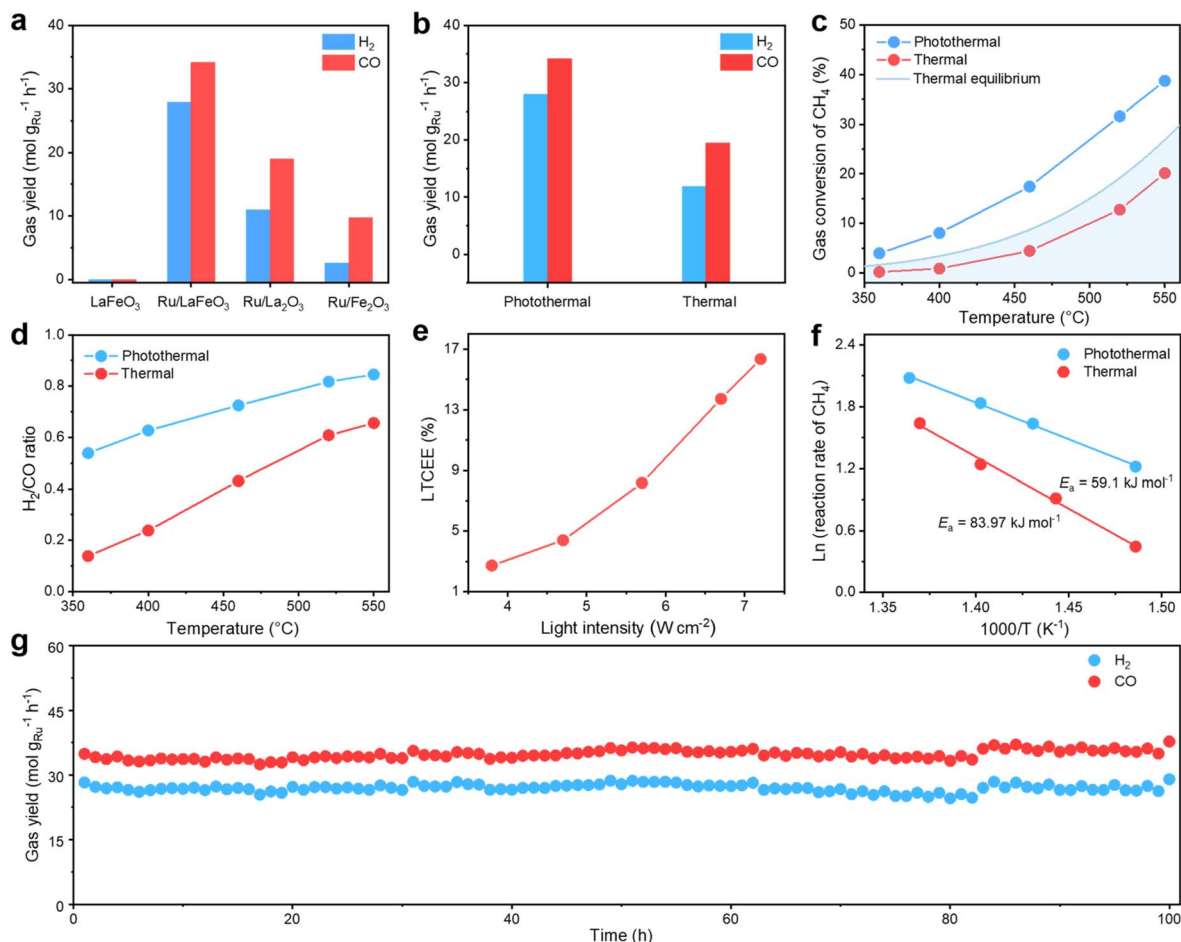 a
Gas yield (mol g_Ru⁻¹ h⁻¹)
40
30
20
10
0
H₂
CO
LaFeO₃ Ru/LaFeO₃ Ru/La₂O₃ Ru/Fe₂O₃
b
Gas yield (mol g_Ru⁻¹ h⁻¹)
40
30
20
10
0
H₂
CO
Photothermal Thermal
c
Gas conversion of CH₄ (%)
50
40
30
20
10
0
Photothermal
Thermal
Thermal equilibrium
350 400 450 500 550
Temperature (°C)
d
H₂/CO ratio
1.0
0.8
0.6
0.4
0.2
0.0
Photothermal
Thermal
350 400 450 500 550
Temperature (°C)
e
LTCEE (%)
17
13
9
5
1
4 5 6 7
Light intensity (W cm⁻²)
f
Ln (reaction rate of CH₄)
2.4
1.8
1.2
0.6
0.0
Photothermal
Thermal
Eₐ = 59.1 kJ mol⁻¹
Eₐ = 83.97 kJ mol⁻¹
1.35 1.40 1.45 1.50
1000/T (K⁻¹)
g
Gas yield (mol g_Ru⁻¹ h⁻¹)
60
45
30
15
0
H₂
CO
0 20 40 60 80 100
Time (h)